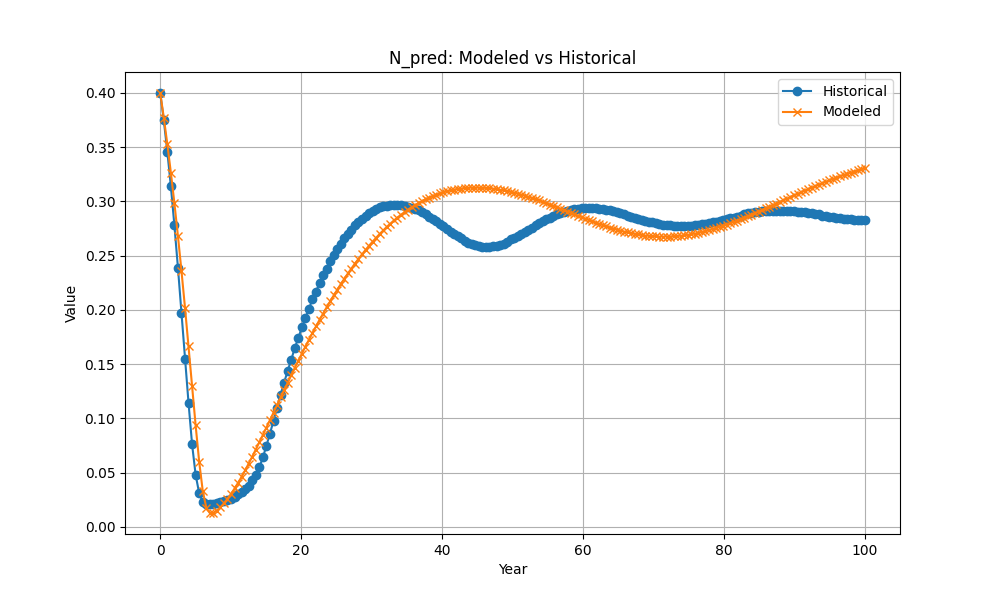 N_pred: Modeled vs Historical
Historical
Modeled
0.40
0.35
0.30
0.25
0.20
0.15
0.10
0.05
0.00
Value
0 20 40 60 80 100
Year